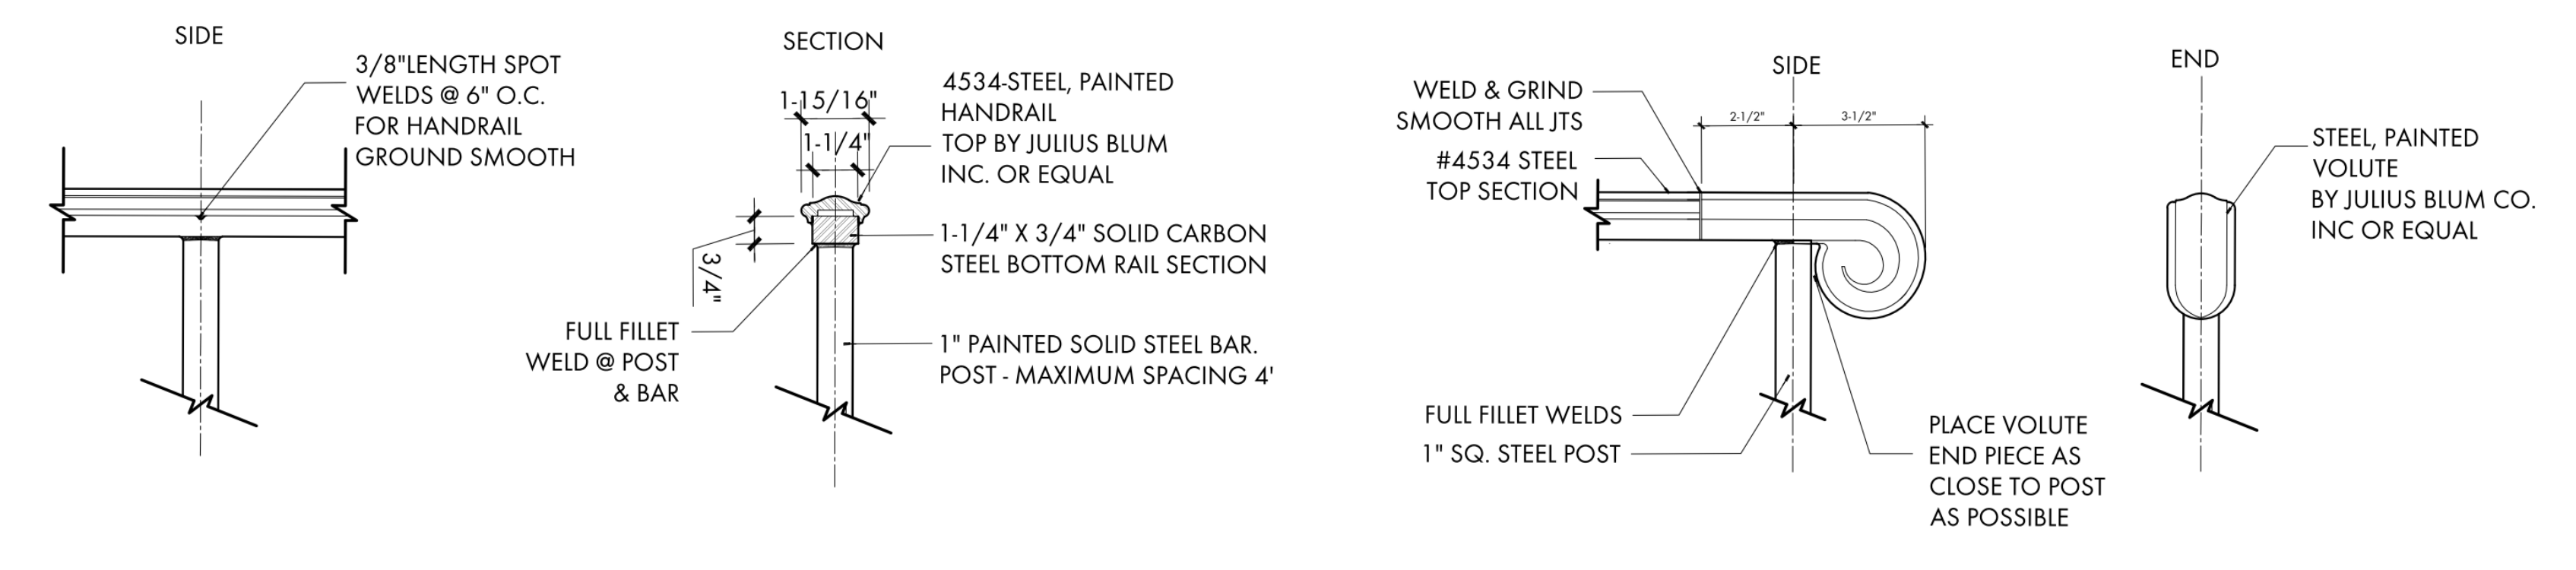 SIDE
3/8"LENGTH SPOT
WELDS @ 6" O.C.
FOR HANDRAIL
GROUND SMOOTH
SECTION
1-15/16"
1-1/4"
3/4"
4534-STEEL, PAINTED
HANDRAIL
TOP BY JULIUS BLUM
INC. OR EQUAL
1-1/4" X 3/4" SOLID CARBON
STEEL BOTTOM RAIL SECTION
FULL FILLET
WELD @ POST
& BAR
1" PAINTED SOLID STEEL BAR.
POST - MAXIMUM SPACING 4'
SIDE
WELD & GRIND
SMOOTH ALL JTS
#4534 STEEL
TOP SECTION
2-1/2"
3-1/2"
FULL FILLET WELDS
1" SQ. STEEL POST
PLACE VOLUTE
END PIECE AS
CLOSE TO POST
AS POSSIBLE
END
STEEL, PAINTED
VOLUTE
BY JULIUS BLUM CO.
INC OR EQUAL